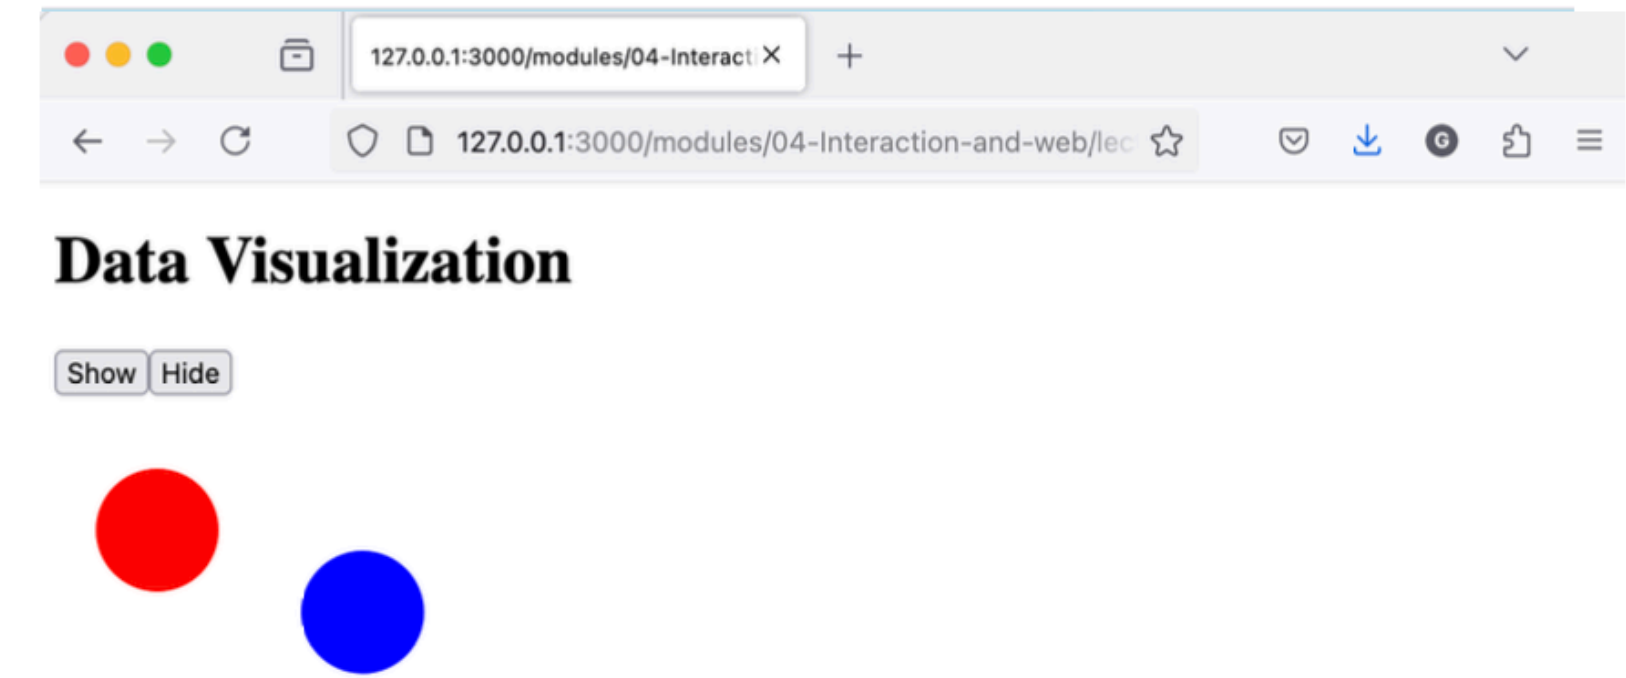 127.0.0.1:3000/modules/04-Interacti
127.0.0.1:3000/modules/04-Interaction-and-web/lec
G
Data Visualization
Show Hide